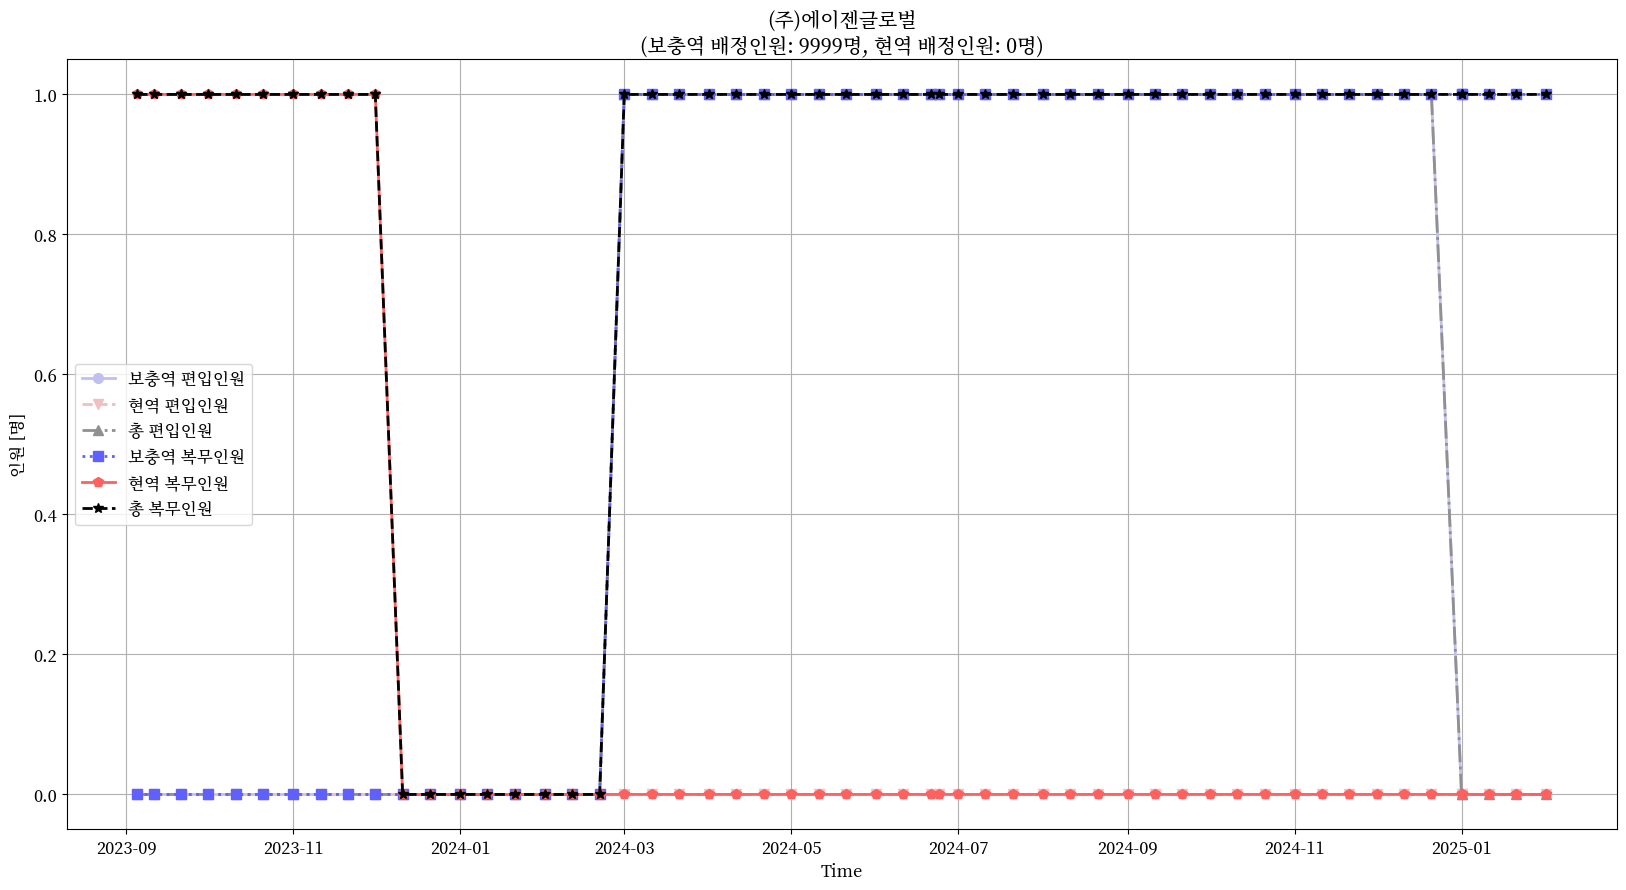 (주)에이젠글로벌
(보충역 배정인원: 9999명, 현역 배정인원: 0명)
인원 [명]
1.0
0.8
0.6
0.4
0.2
0.0
보충역 편입인원
현역 편입인원
총 편입인원
보충역 복무인원
현역 복무인원
총 복무인원
2023-09
2023-11
2024-01
2024-03
2024-05
2024-07
2024-09
2024-11
2025-01
Time